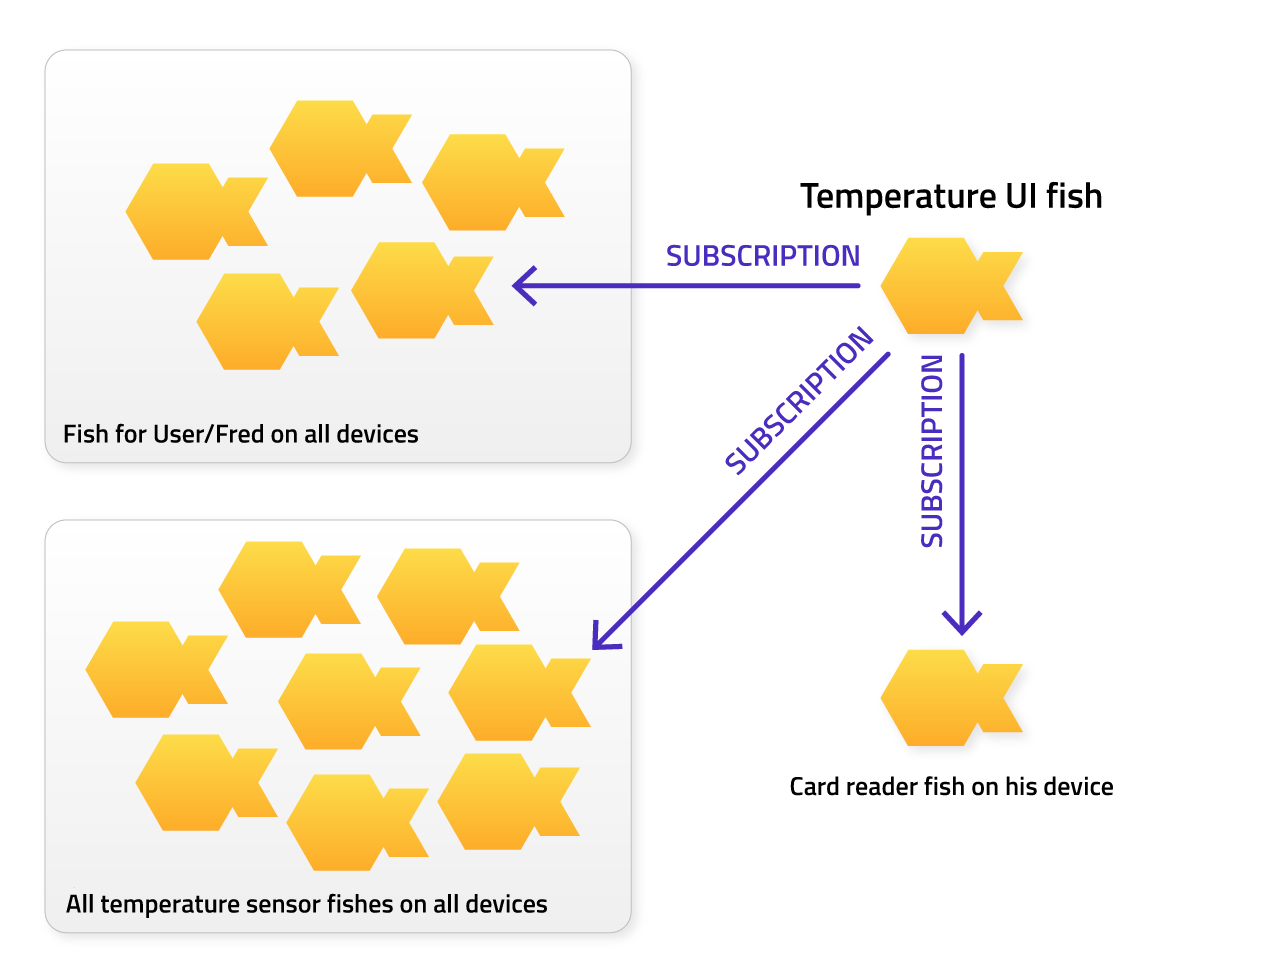 Temperature UI fish
SUBSCRIPTION
SUBSCRIPTION
SUBSCRIPTION
Fish for User/Fred on all devices
Card reader fish on his device
All temperature sensor fishes on all devices